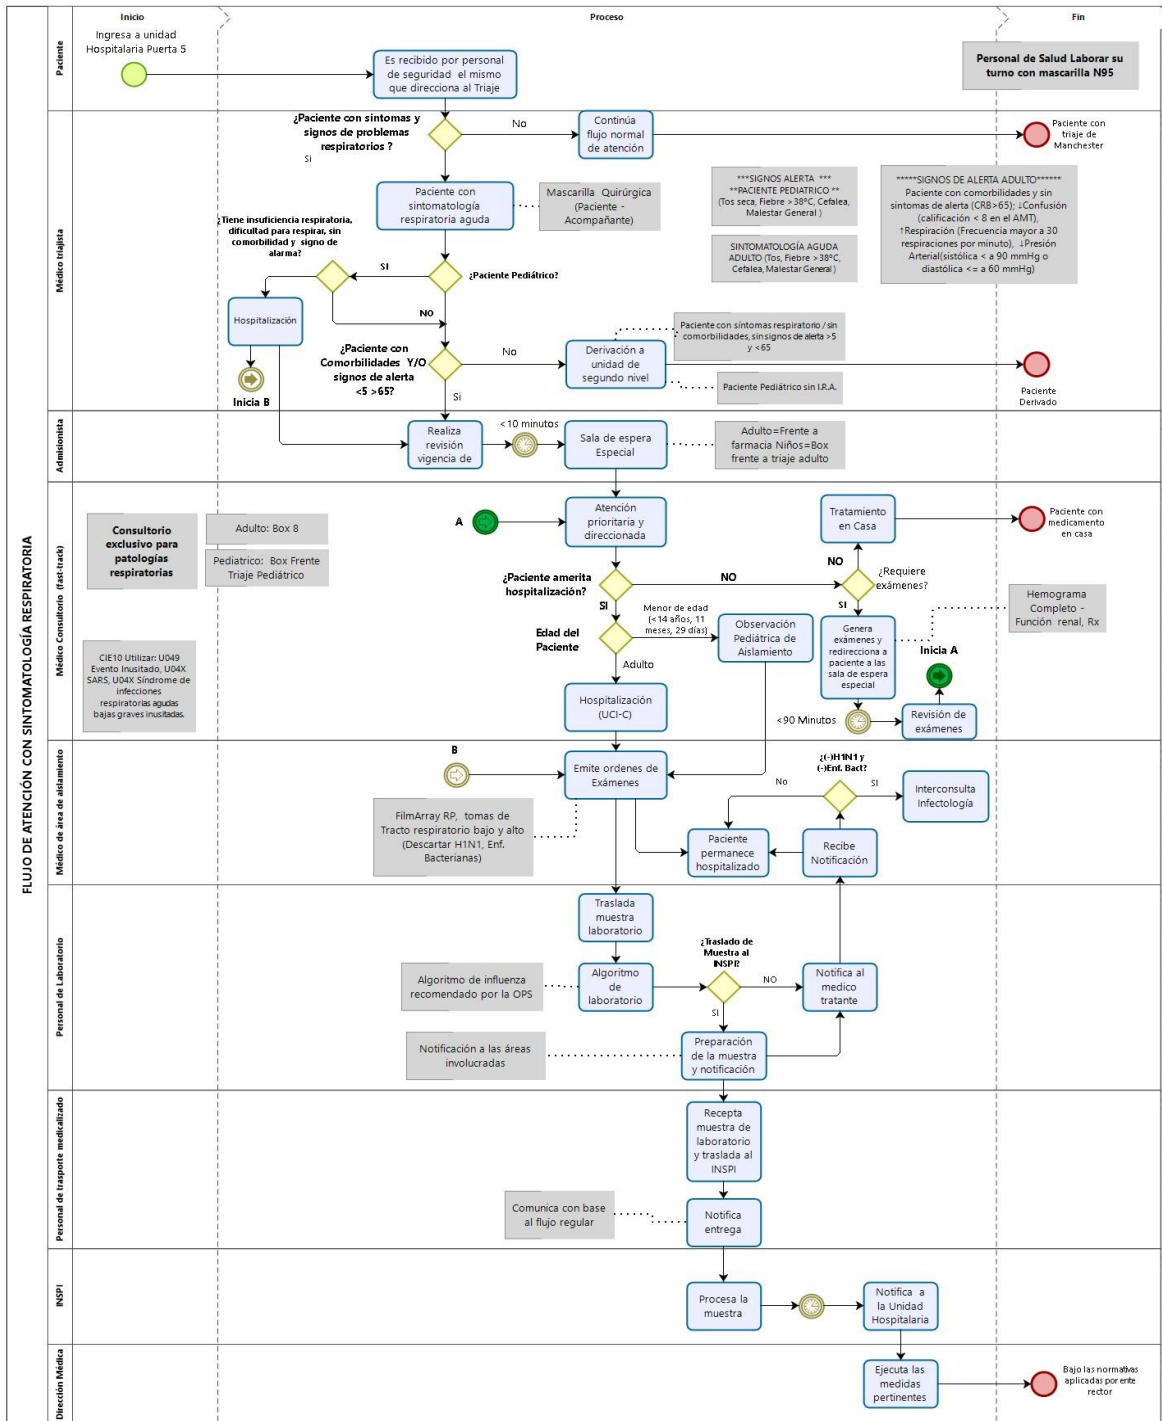 FLUJO DE ATENCIÓN CON SINTOMATOLOGÍA RESPIRATORIA
Inicio
Proceso
Fin
Paciente
Ingresa a unidad
Hospitalaria Puerta 5
Es recibido por personal
de seguridad el mismo
que direcciona al Triaje
Personal de Salud Laborar su
turno con mascarilla N95
Médico triajista
¿Paciente con sintomas y
signos de problemas
respiratorios ?
No
Si
Continúa
flujo normal
de atención
Paciente con
triaje de
Manchester
Paciente con
sintomatología
respiratoria aguda
Mascarilla Quirúrgica
(Paciente -
Acompañante)
***SIGNOS ALERTA ***
**PACIENTE PEDIATRICO **
(Tos seca, Fiebre >38°C, Cefalea,
Malestar General )
SINTOMATOLOGÍA AGUDA
ADULTO (Tos, Fiebre >38°C,
Cefalea, Malestar General )
*****SIGNOS DE ALERTA ADULTO******
Paciente con comorbilidades y sin
sintomas de alerta (CRB>65); ↓Confusión
(calificación < 8 en el AMT),
↑Respiración (Frecuencia mayor a 30
respiraciones por minuto), ↓Presión
Arterial(sistólica < a 90 mmHg o
diastólica <= a 60 mmHg)
¿Tiene insuficiencia respiratoria,
dificultad para respirar, sin
comorbilidad y signo de
alarma?
SI
¿Paciente Pediátrico?
NO
Hospitalización
Inicia B
¿Paciente con
Comorbilidades Y/O
signos de alerta
<5 >65?
No
Si
Derivación a
unidad de
segundo nivel
Paciente con síntomas respiratorio / sin
comorbilidades, sin signos de alerta >5
y <65
Paciente Pediátrico sin I.R.A.
Paciente
Derivado
Admisionista
Realiza
revisión
vigencia de
<10 minutos
Sala de espera
Especial
Adulto=Frente a
farmacia Niños=Box
frente a triaje adulto
Médico Consultorio (fast-track)
Consultorio
exclusivo para
patologías
respiratorias
Adulto: Box 8
Pediatrico: Box Frente
Triaje Pediátrico
A
Atención
prioritaria y
direccionada
Tratamiento
en Casa
Paciente con
medicamento
en casa
¿Paciente amerita
hospitalización?
NO
SI
NO
¿Requiere
exámenes?
SI
Hemograma
Completo -
Función renal, Rx
Edad del
Paciente
Menor de edad
(<14 años, 11
meses, 29 días)
Observación
Pediátrica de
Aislamiento
Genera
exámenes y
redirecciona a
paciente a las
sala de espera
especial
Inicia A
CIE10 Utilizar: U049
Evento Inusitado, U04X
SARS, U04X Síndrome de
infecciones
respiratorias agudas
bajas graves inusitadas.
Adulto
Hospitalización
(UCI-C)
<90 Minutos
Revisión de
exámenes
Médico de área de aislamiento
B
Emite ordenes de
Exámenes
¿(-)H1N1 y
(-)Enf. Bact?
No
SI
Interconsulta
Infectología
FilmArray RP, tomas de
Tracto respiratorio bajo y alto
(Descartar H1N1, Enf.
Bacterianas)
Paciente
permanece
hospitalizado
Recibe
Notificación
Personal de Laboratorio
Traslada
muestra
laboratorio
¿Traslado de
Muestra al
INSPI?
Algoritmo de influenza
recomendado por la OPS
Algoritmo
de
laboratorio
NO
SI
Notifica al
medico
tratante
Notificación a las áreas
involucradas
Preparación
de la muestra
y notificación
Personal de trasporte medicalizado
Recepta
muestra de
laboratorio
y traslada al
INSPI
Comunica con base
al flujo regular
Notifica
entrega
INSPI
Procesa la
muestra
Notifica a
la Unidad
Hospitalaria
Dirección Médica
Ejecuta las
medidas
pertinentes
Bajo las normativas
aplicadas por ente
rector